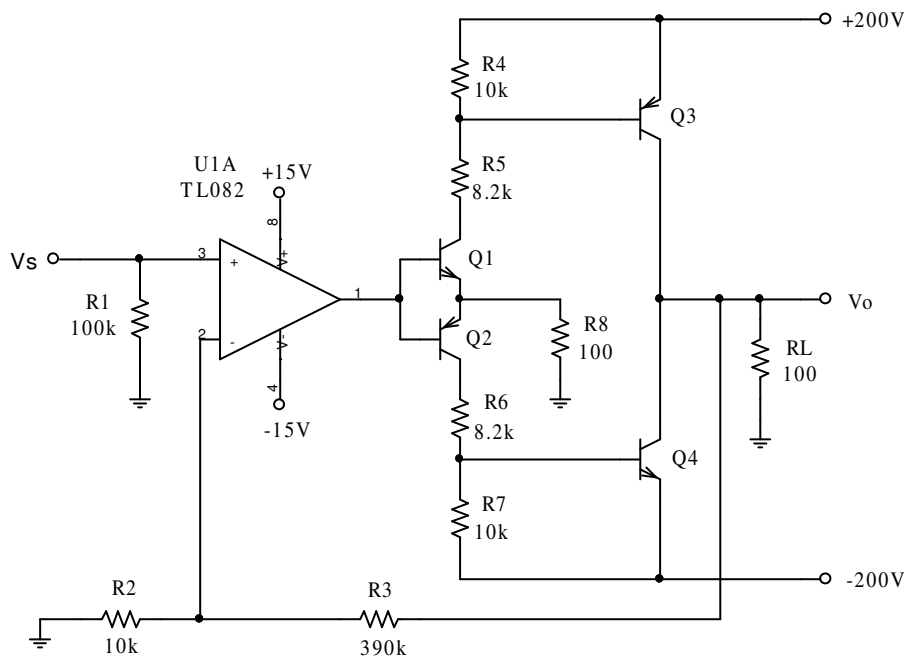 +200V
R4
10k
Q3
U1A
TL082
+15V
R5
8.2k
8
V+
Vs
3
+
Q1
1
Vo
R1
100k
2
-
Q2
R8
100
RL
100
V-
4
-15V
R6
8.2k
Q4
R7
10k
-200V
R2
10k
R3
390k